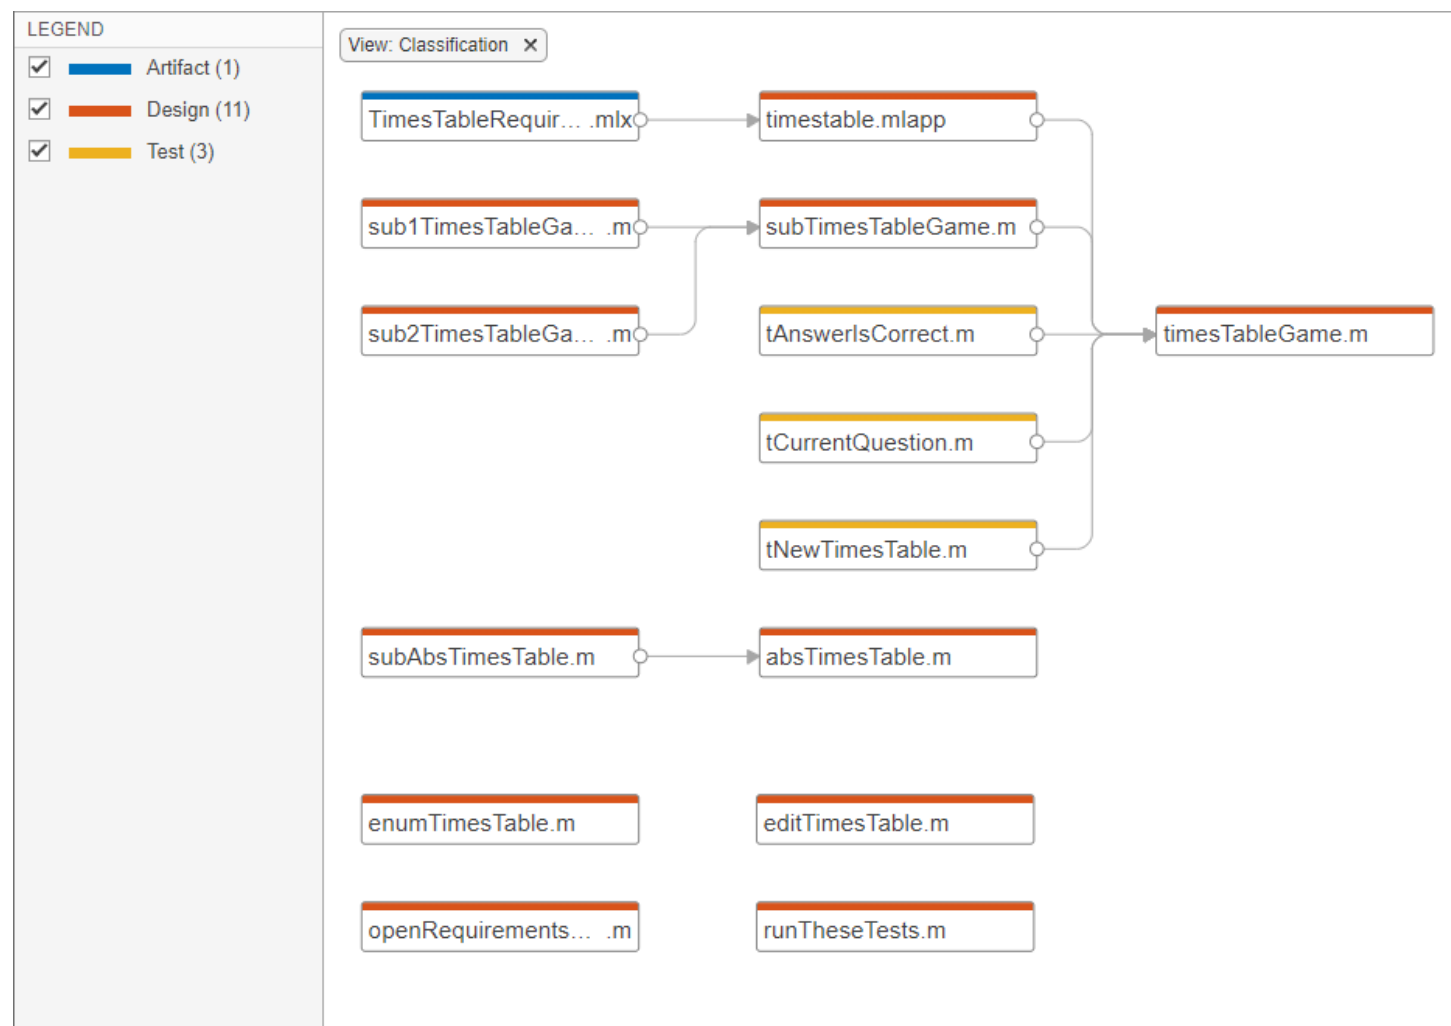 LEGEND
Artifact (1)
Design (11)
Test (3)
View: Classification
TimesTableRequir... .mlx
timestable.mlapp
sub1TimesTableGa... .m
subTimesTableGame.m
sub2TimesTableGa... .m
tAnswerIsCorrect.m
timesTableGame.m
tCurrentQuestion.m
tNewTimesTable.m
subAbsTimesTable.m
absTimesTable.m
enumTimesTable.m
editTimesTable.m
openRequirements... .m
runTheseTests.m